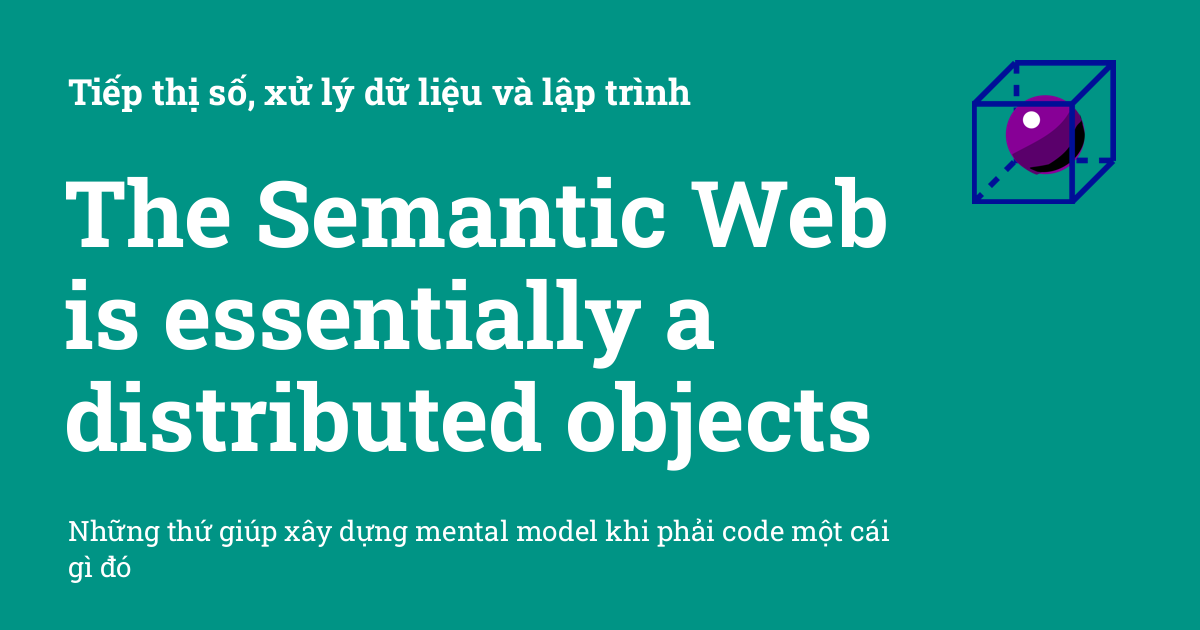 Tiếp thị số, xử lý dữ liệu và lập trình
The Semantic Web
is essentially a
distributed objects
Những thứ giúp xây dựng mental model khi phải code một cái
gì đó